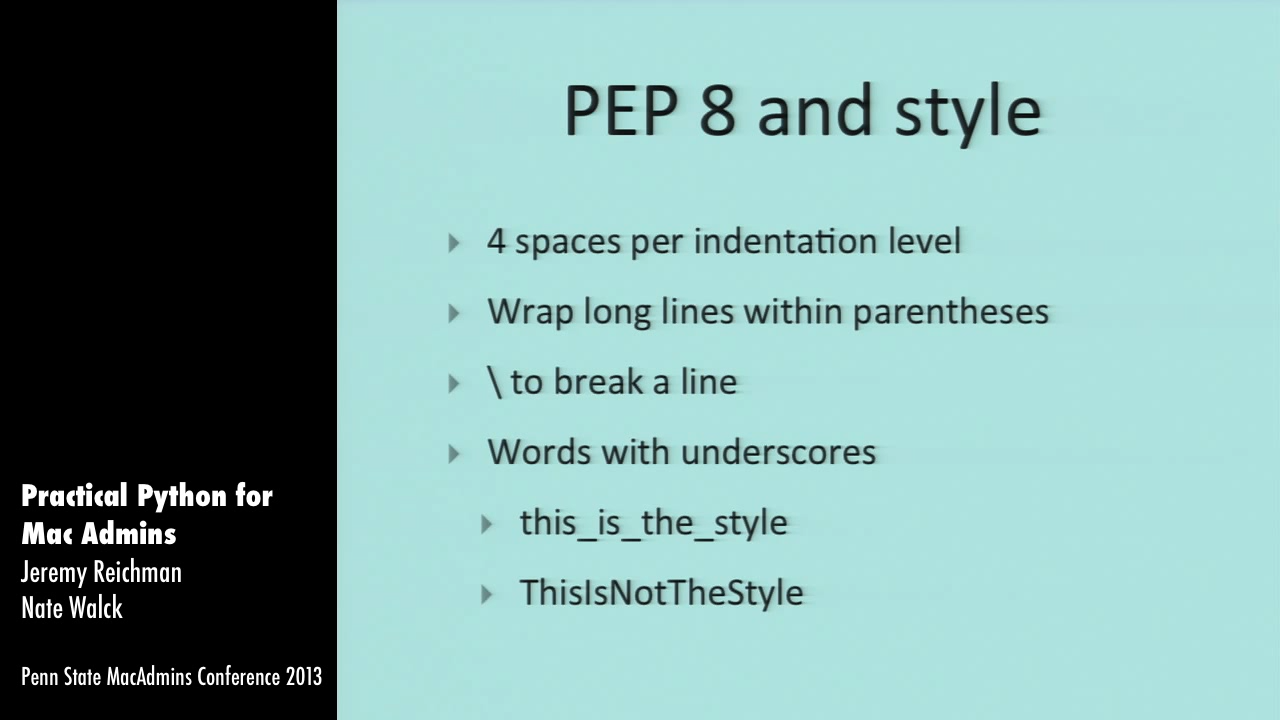 PEP 8 and style
4 spaces per indentation level
Wrap long lines within parentheses
\ to break a line
Words with underscores
this_is_the_style
ThisIsNotTheStyle
Practical Python for
Mac Admins
Jeremy Reichman
Nate Walck
Penn State MacAdmins Conference 2013